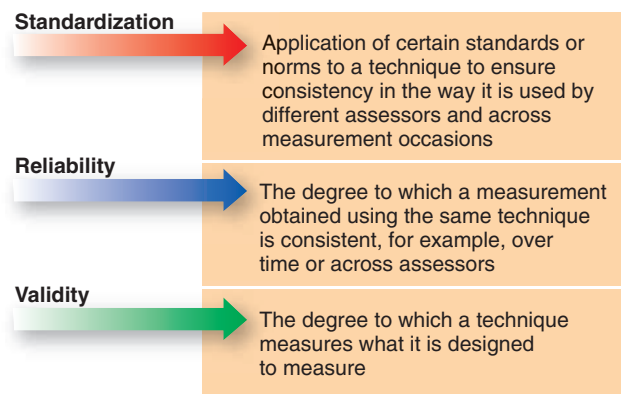 Standardization
Application of certain standards or
norms to a technique to ensure
consistency in the way it is used by
different assessors and across
measurement occasions
Reliability
The degree to which a measurement
obtained using the same technique
is consistent, for example, over
time or across assessors
Validity
The degree to which a technique
measures what it is designed
to measure